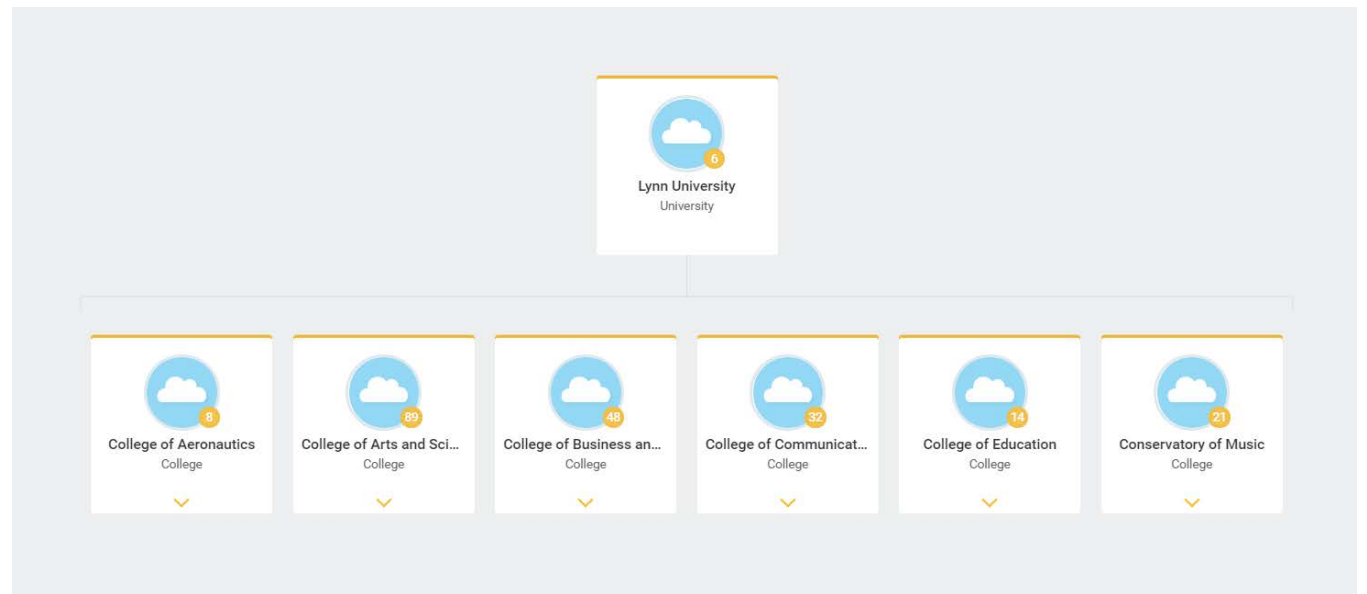 6
Lynn University
University
8
89
48
32
14
21
College of Aeronautics
College of Arts and Sci...
College of Business an...
College of Communicat...
College of Education
Conservatory of Music
College
College
College
College
College
College